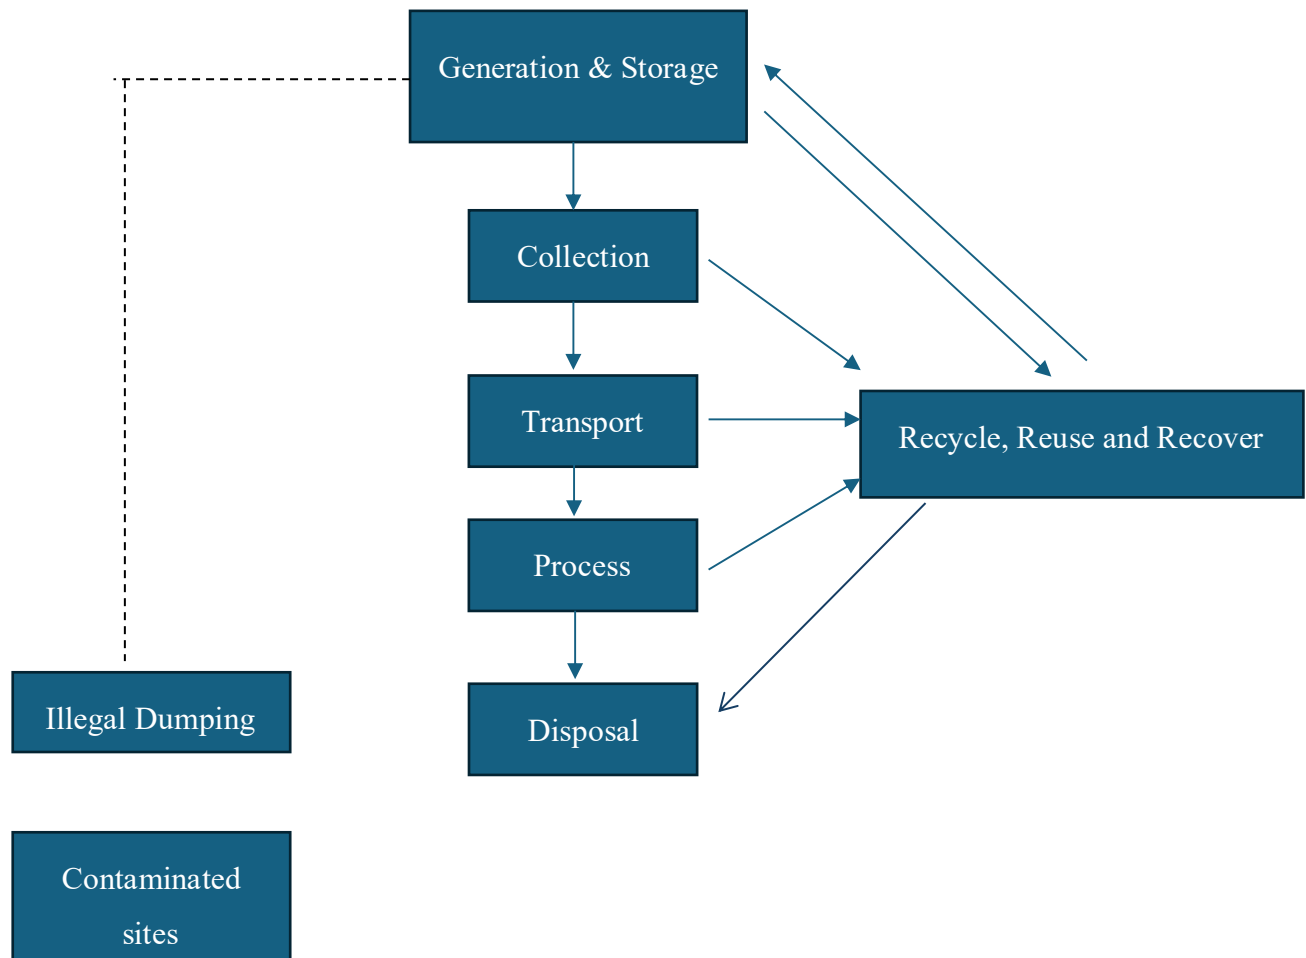 Generation & Storage
Collection
Transport
Recycle, Reuse and Recover
Process
Illegal Dumping
Disposal
Contaminated
sites